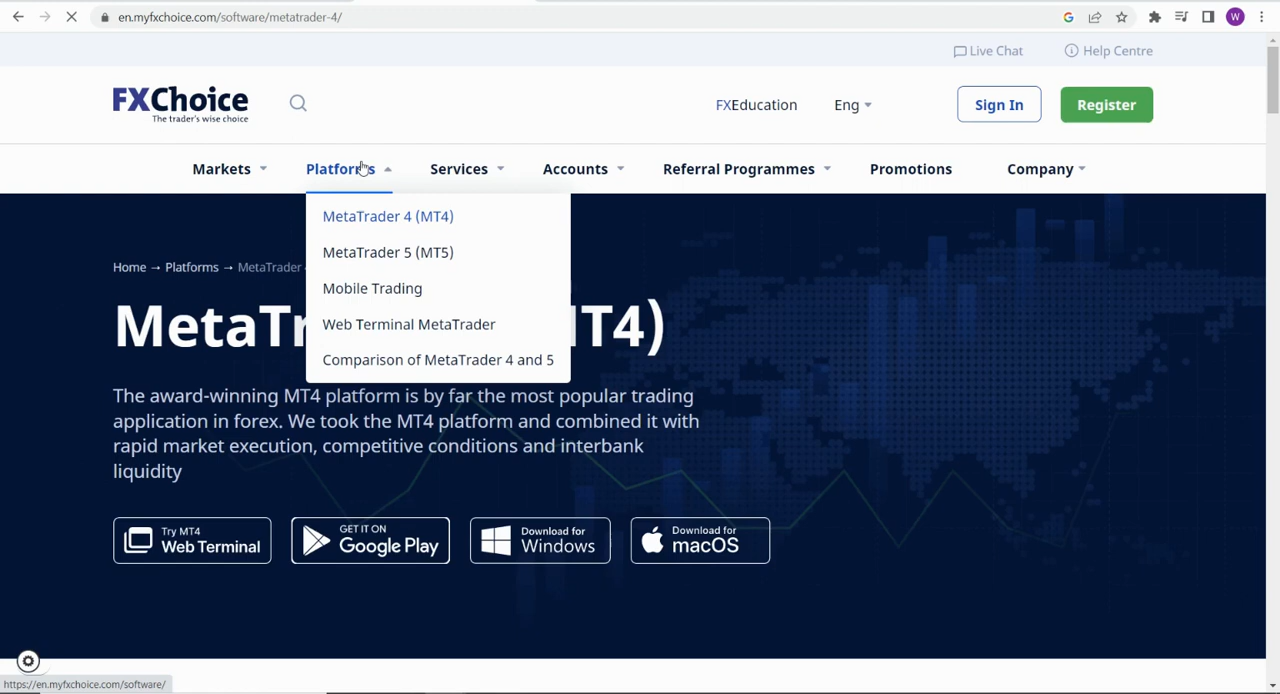 en.myfxchoice.com/software/metatrader-4/
W
Live Chat
Help Centre
FXChoice
The trader's wise choice
FXEducation
Eng
Sign In
Register
Markets
Platforms
Services
Accounts
Referral Programmes
Promotions
Company
MetaTrader 4 (MT4)
MetaTrader 5 (MT5)
Mobile Trading
Web Terminal MetaTrader
Comparison of MetaTrader 4 and 5
Home → Platforms → MetaTrader
MetaTr MT4)
The award-winning MT4 platform is by far the most popular trading
application in forex. We took the MT4 platform and combined it with
rapid market execution, competitive conditions and interbank
liquidity
Try MT4
Web Terminal
GET IT ON
Google Play
Download for
Windows
Download for
macOS
https://en.myfxchoice.com/software/